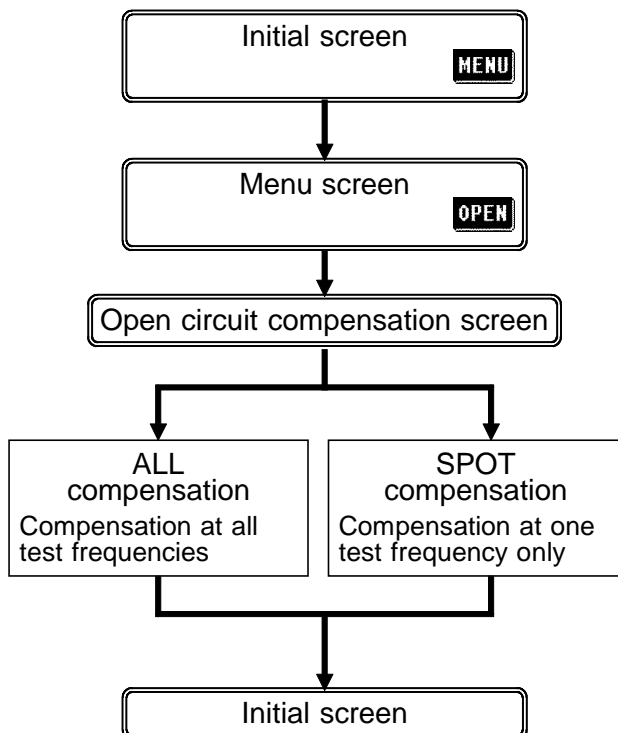 Initial screen
MENU
Menu screen
OPEN
Open circuit compensation screen
ALL
compensation
Compensation at all
test frequencies
SPOT
compensation
Compensation at one
test frequency only
Initial screen